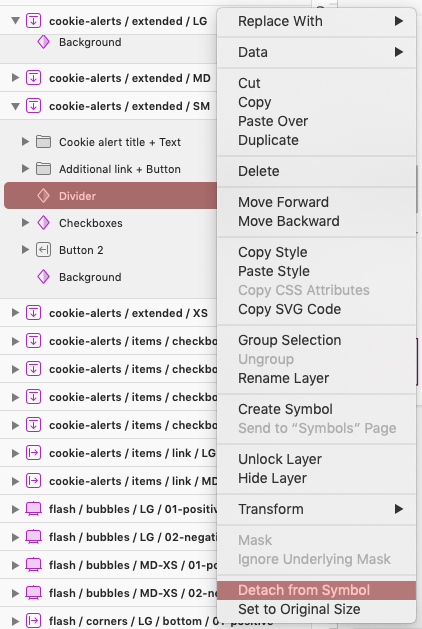 cookie-alerts / extended / LG
Background
cookie-alerts / extended / MD
cookie-alerts / extended / SM
Cookie alert title + Text
Additional link + Button
Divider
Checkboxes
Button 2
Background
cookie-alerts / extended / XS
cookie-alerts / items / checkbo
cookie-alerts / items / checkbo
cookie-alerts / items / checkbo
cookie-alerts / items / checkbo
cookie-alerts / items / link / LG
cookie-alerts / items / link / MD
flash / bubbles / LG / 01-positiv
flash / bubbles / LG / 02-negati
flash / bubbles / MD-XS / 01-po
flash / bubbles / MD-XS / 02-ne
flash / corners / LG / bottom / 01-positive
Replace With
Data
Cut
Copy
Paste Over
Duplicate
Delete
Move Forward
Move Backward
Copy Style
Paste Style
Copy CSS Attributes
Copy SVG Code
Group Selection
Ungroup
Rename Layer
Create Symbol
Send to “Symbols” Page
Unlock Layer
Hide Layer
Transform
Mask
Ignore Underlying Mask
Detach from Symbol
Set to Original Size